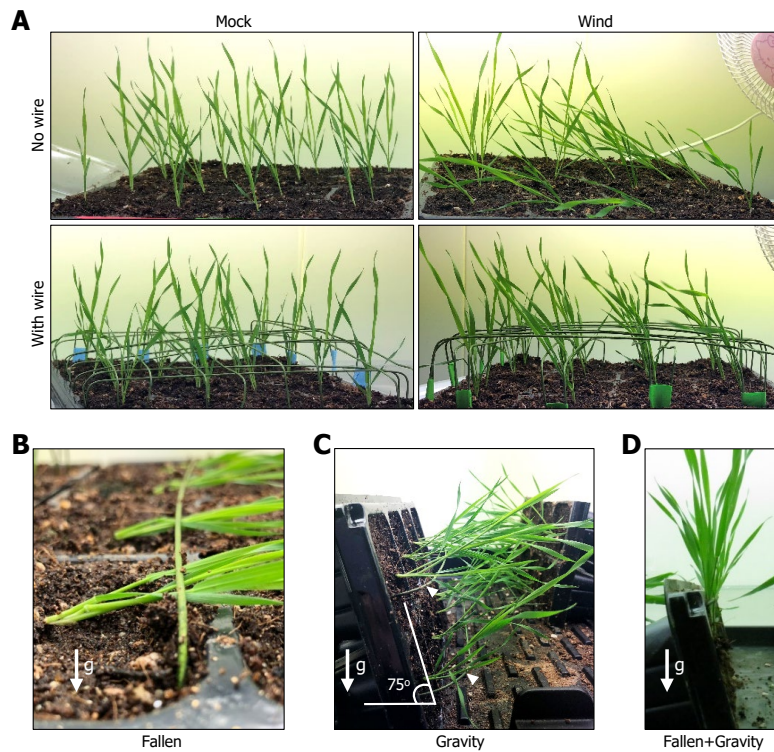 A
Mock
Wind
No wire
With wire
B
C
D
g
75°
g
g
Fallen
Gravity
Fallen+Gravity